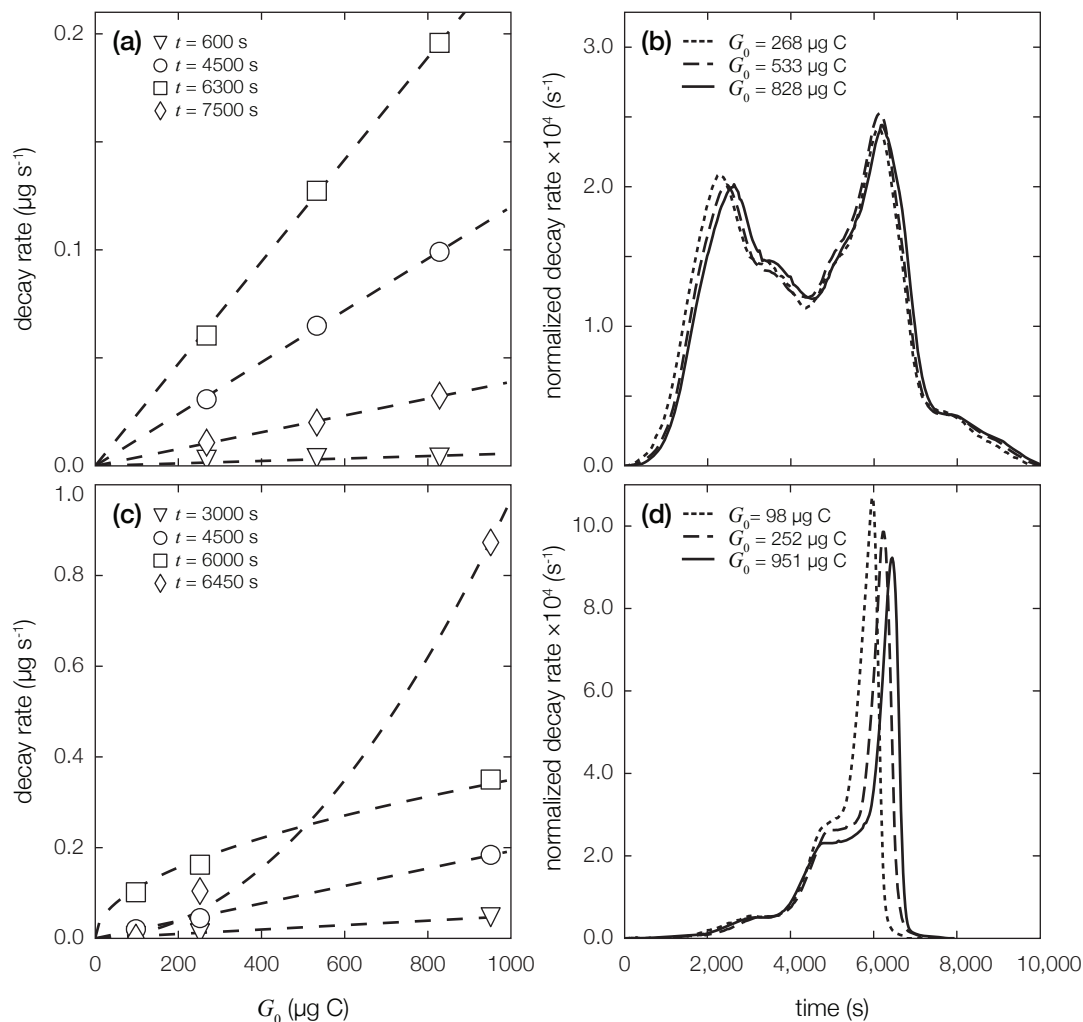 (a)
t = 600 s
t = 4500 s
t = 6300 s
t = 7500 s
0.2
0.1
0.0
decay rate (µg s⁻¹)
(b)
G₀ = 268 µg C
G₀ = 533 µg C
G₀ = 828 µg C
3.0
2.0
1.0
0.0
normalized decay rate ×10⁴ (s⁻¹)
(c)
t = 3000 s
t = 4500 s
t = 6000 s
t = 6450 s
1.0
0.8
0.6
0.4
0.2
0.0
decay rate (µg s⁻¹)
0 200 400 600 800 1000
G₀ (µg C)
(d)
G₀ = 98 µg C
G₀ = 252 µg C
G₀ = 951 µg C
10.0
8.0
6.0
4.0
2.0
0.0
normalized decay rate ×10⁴ (s⁻¹)
0 2,000 4,000 6,000 8,000 10,000
time (s)